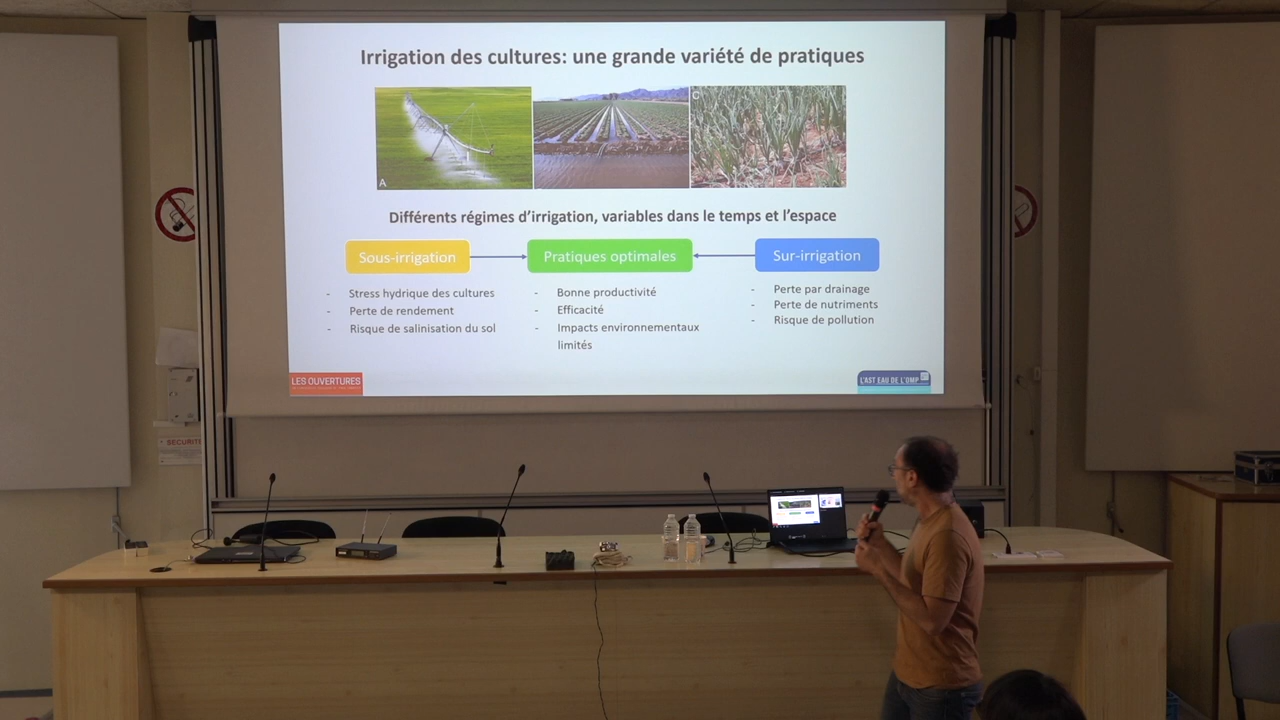 Irrigation des cultures: une grande variété de pratiques
A
C
Différents régimes d'irrigation, variables dans le temps et l'espace
Sous-irrigation
Pratiques optimales
Sur-irrigation
- Stress hydrique des cultures
- Perte de rendement
- Risque de salinisation du sol
- Bonne productivité
- Efficacité
- Impacts environnementaux
limités
- Perte par drainage
- Perte de nutriments
- Risque de pollution
LES OUVERTURES
L'AST EAU DE L'OMP
SECURITE